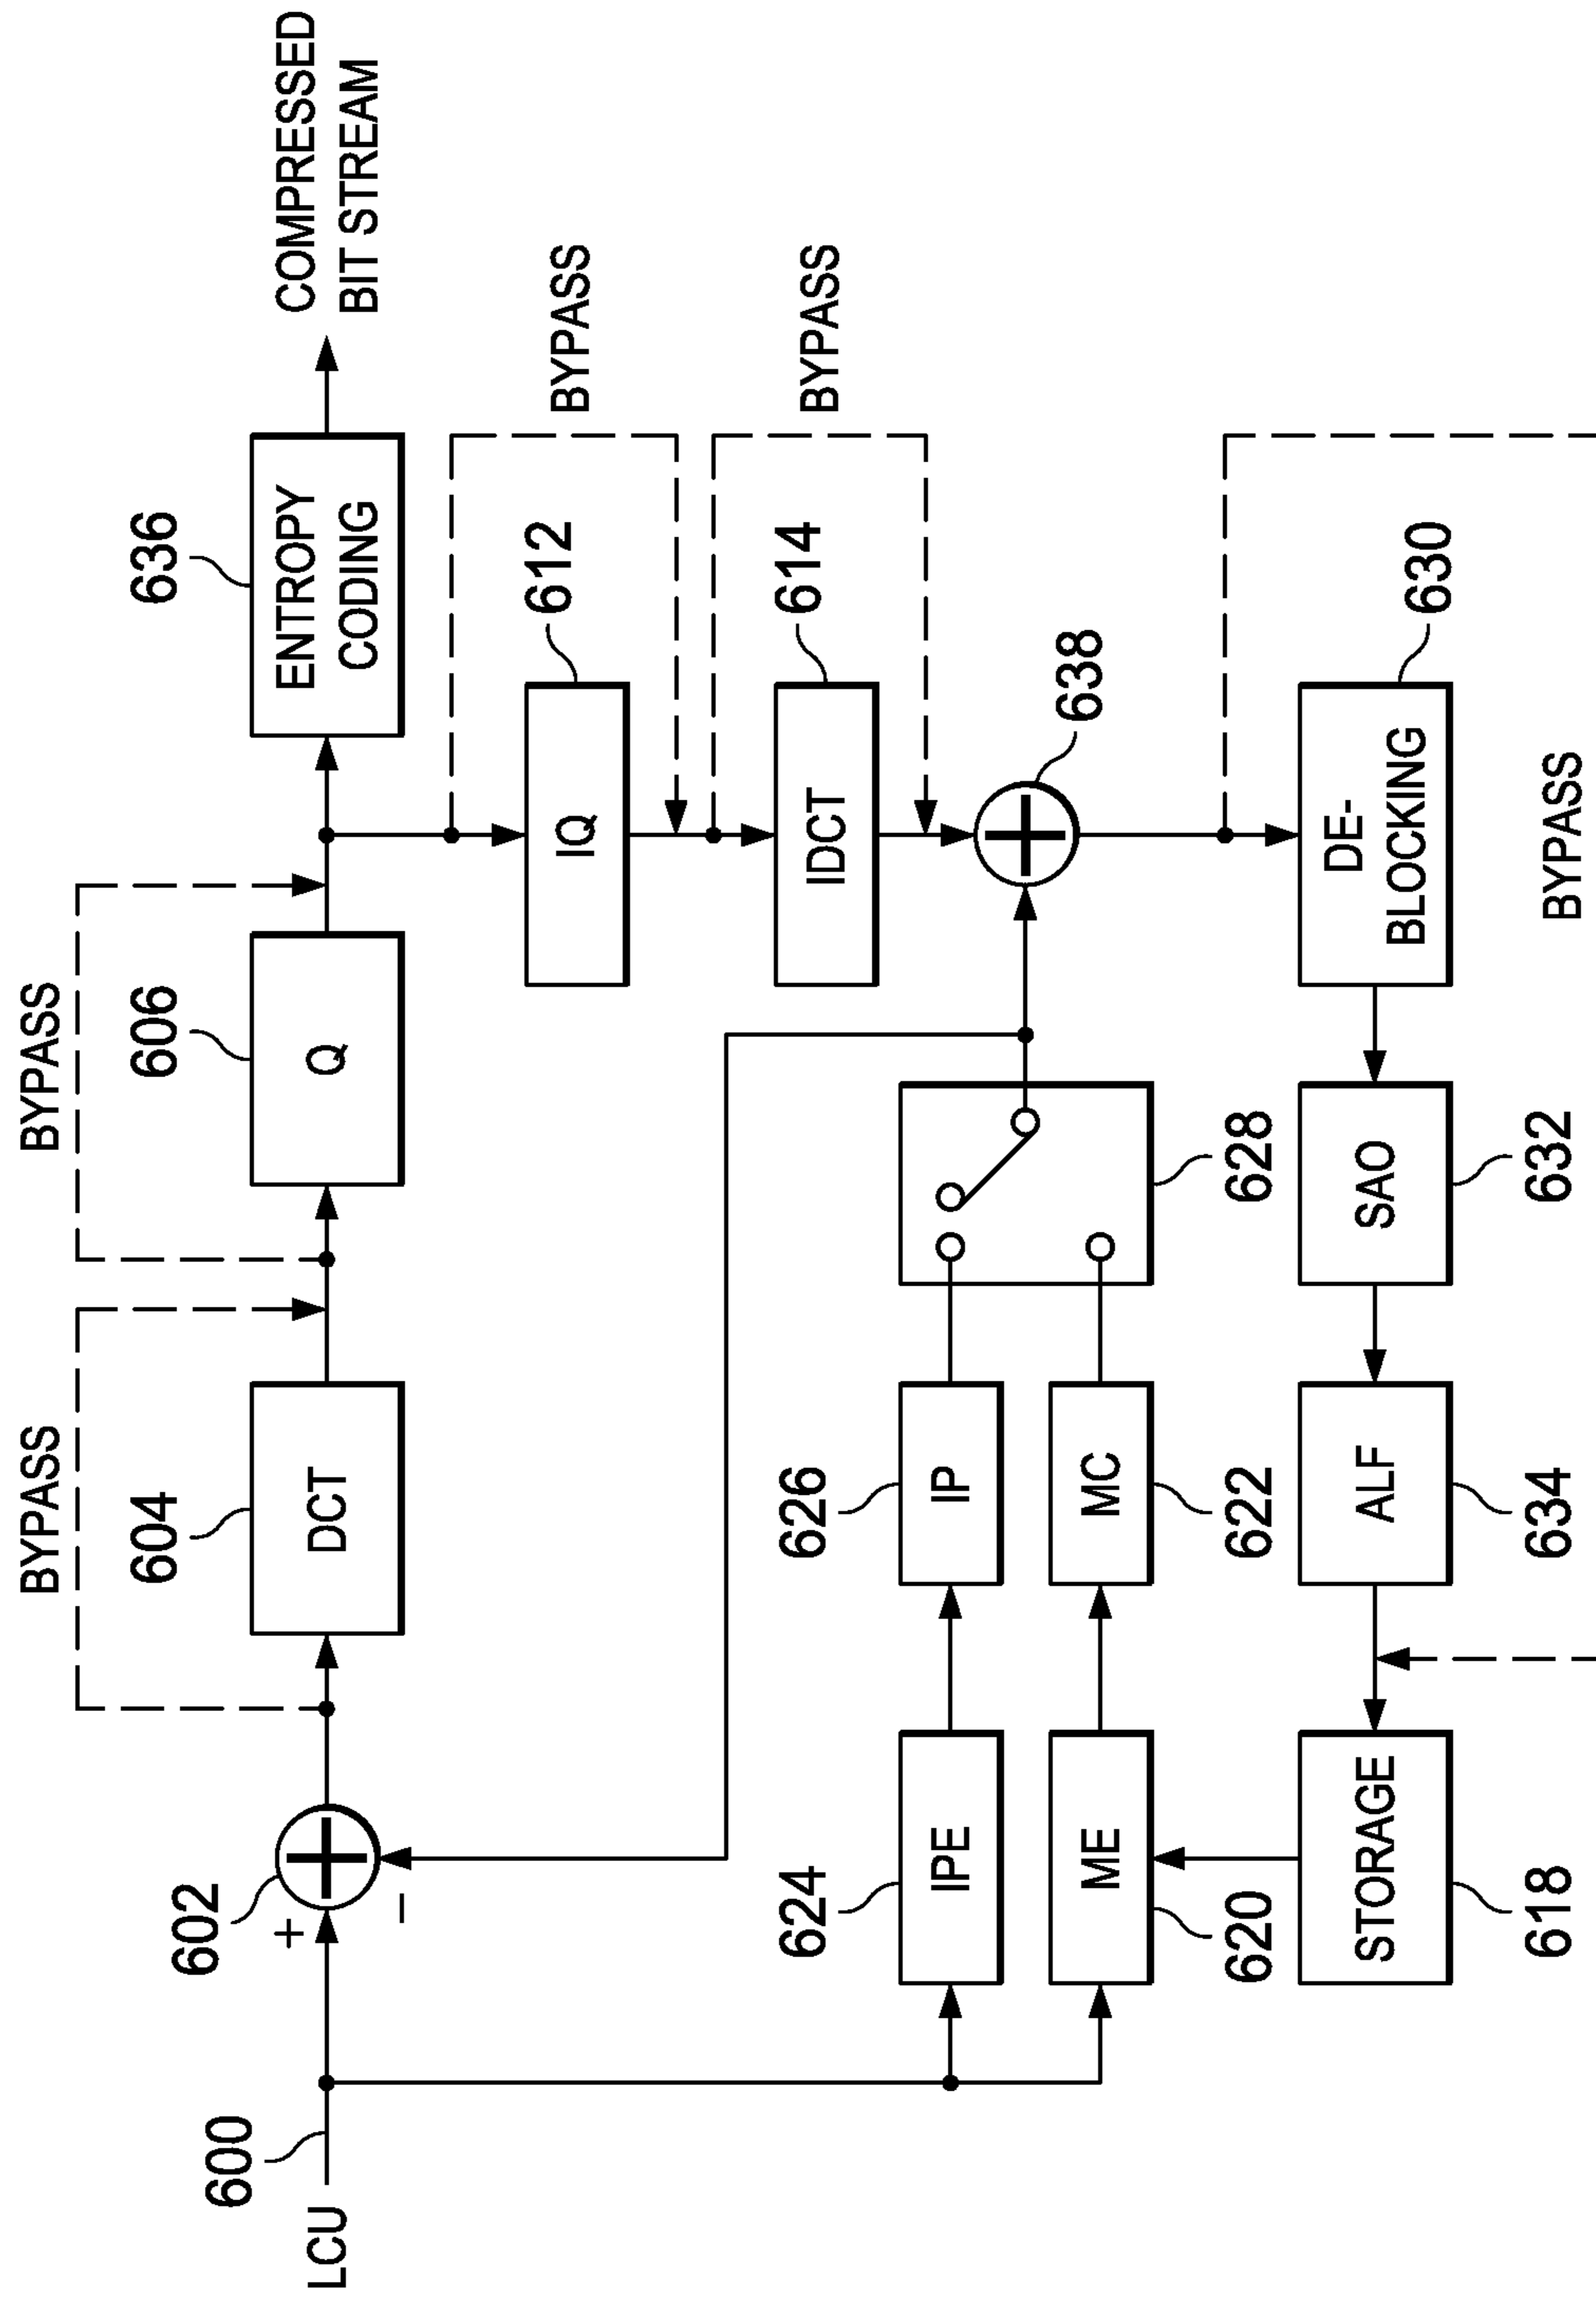 BYPASS
BYPASS
604
606
636
602
600
LCU
+
−
DCT
Q
ENTROPY
CODING
COMPRESSED
BIT STREAM
612
IQ
BYPASS
614
IDCT
BYPASS
624
626
IPE
IP
638
ME
MC
620
622
628
STORAGE
ALF
SAO
DE-
BLOCKING
630
618
634
632
BYPASS